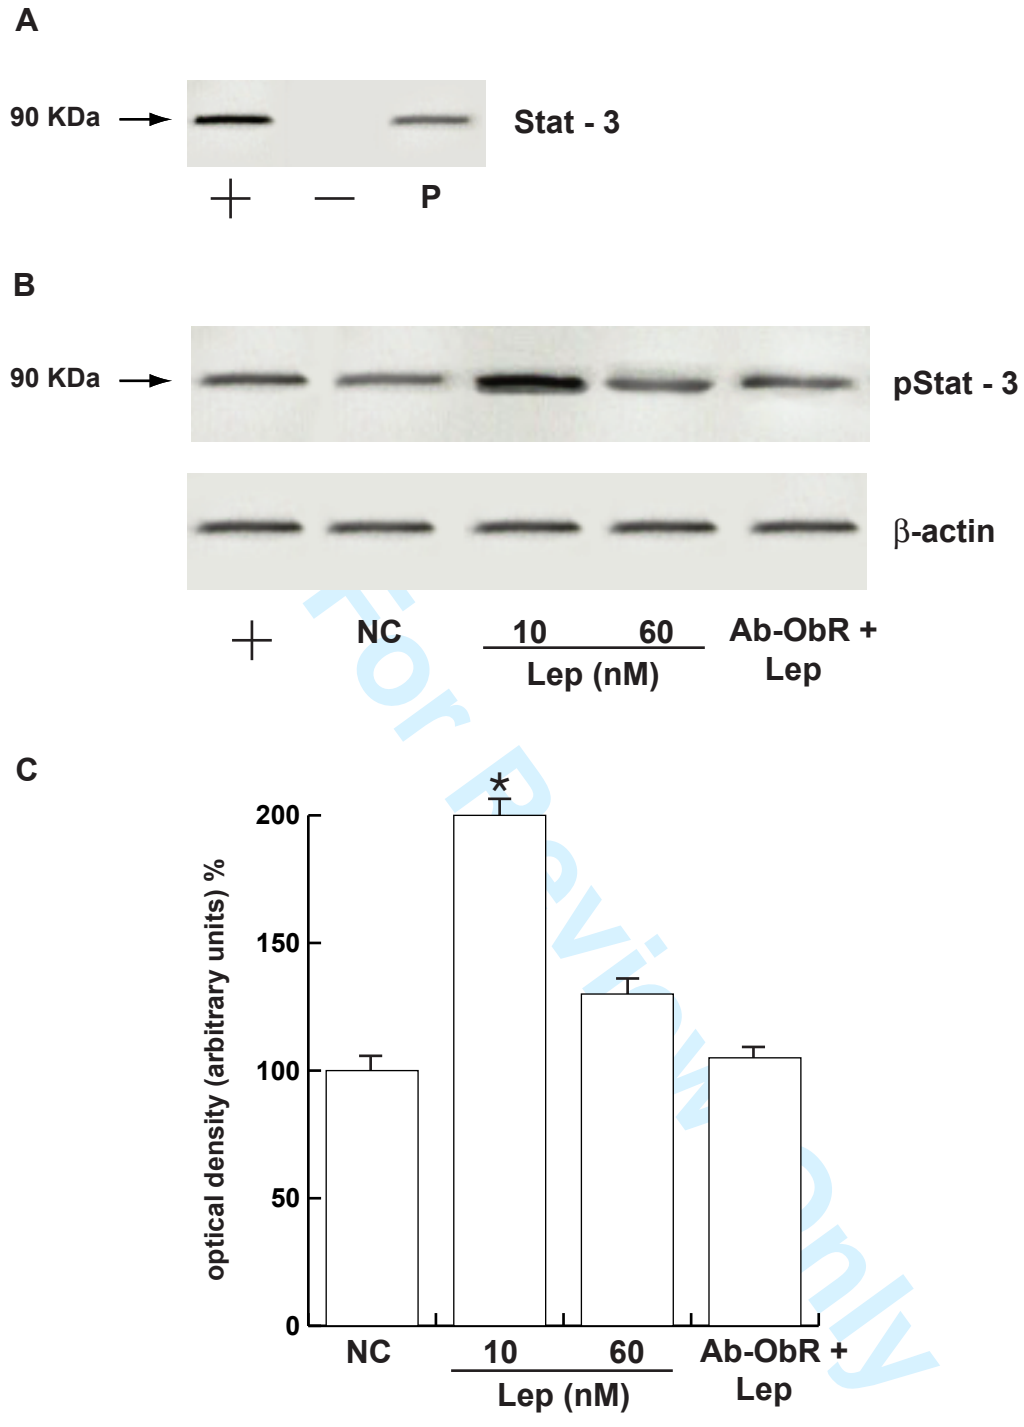 A
90 KDa
Stat - 3
+ — P
B
90 KDa
pStat - 3
β-actin
+ NC 10 60 Ab-ObR +
Lep (nM) Lep
C
optical density (arbitrary units) %
200
150
100
50
0
NC 10 60 Ab-ObR +
Lep (nM) Lep
For Review Only